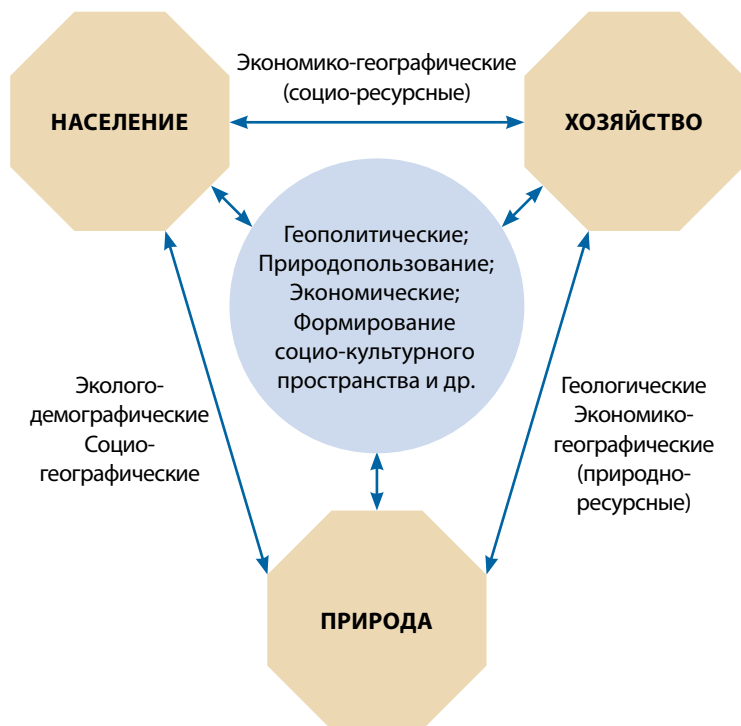 Экономико-географические
(социо-ресурсные)
НАСЕЛЕНИЕ
ХОЗЯЙСТВО
Геополитические;
Природопользование;
Экономические;
Формирование
социо-культурного
пространства и др.
Эколого-
демографические
Социо-
географические
Геологические
Экономико-
географические
(природно-
ресурсные)
ПРИРОДА